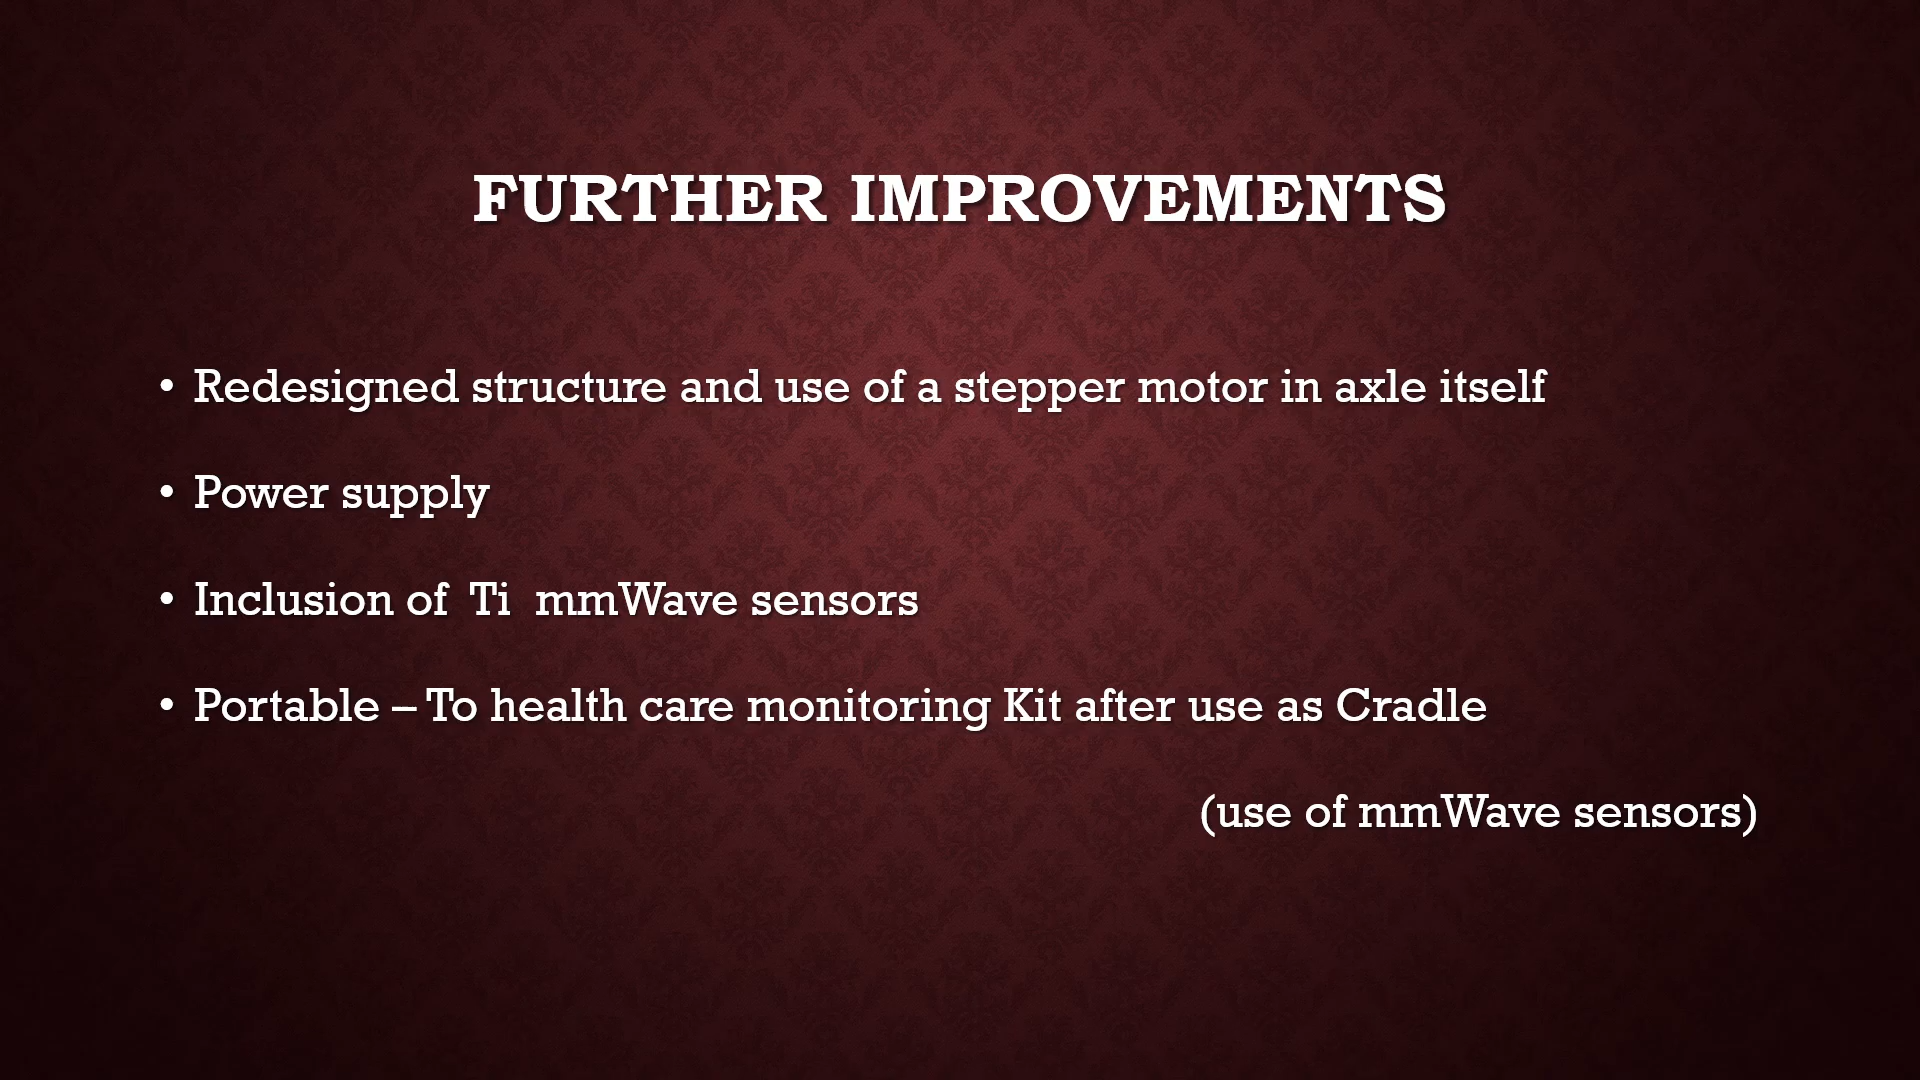 FURTHER IMPROVEMENTS
• Redesigned structure and use of a stepper motor in axle itself
• Power supply
• Inclusion of  Ti  mmWave sensors
• Portable – To health care monitoring Kit after use as Cradle
(use of mmWave sensors)